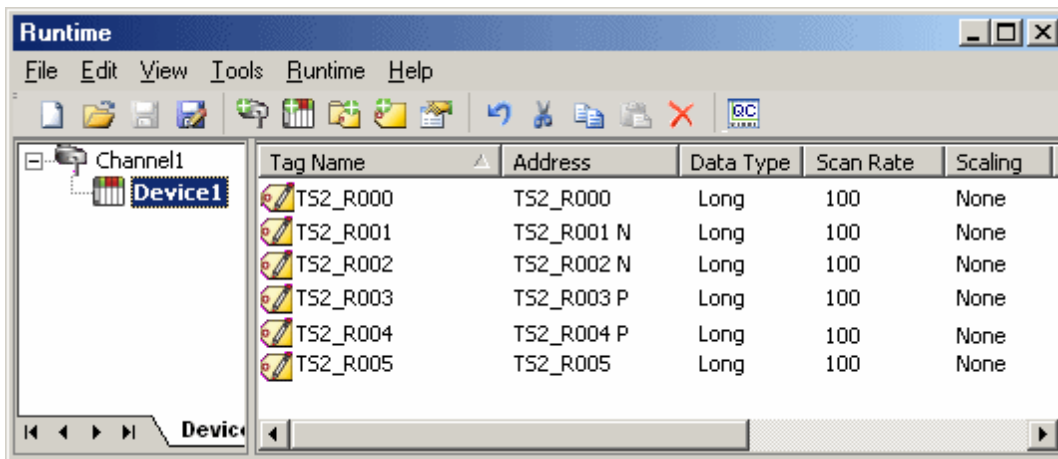 Runtime
File Edit View Tools Runtime Help
QC
Channel1
Device1
Device
Tag Name Address Data Type Scan Rate Scaling
TS2_R000 TS2_R000 Long 100 None
TS2_R001 TS2_R001 N Long 100 None
TS2_R002 TS2_R002 N Long 100 None
TS2_R003 TS2_R003 P Long 100 None
TS2_R004 TS2_R004 P Long 100 None
TS2_R005 TS2_R005 Long 100 None